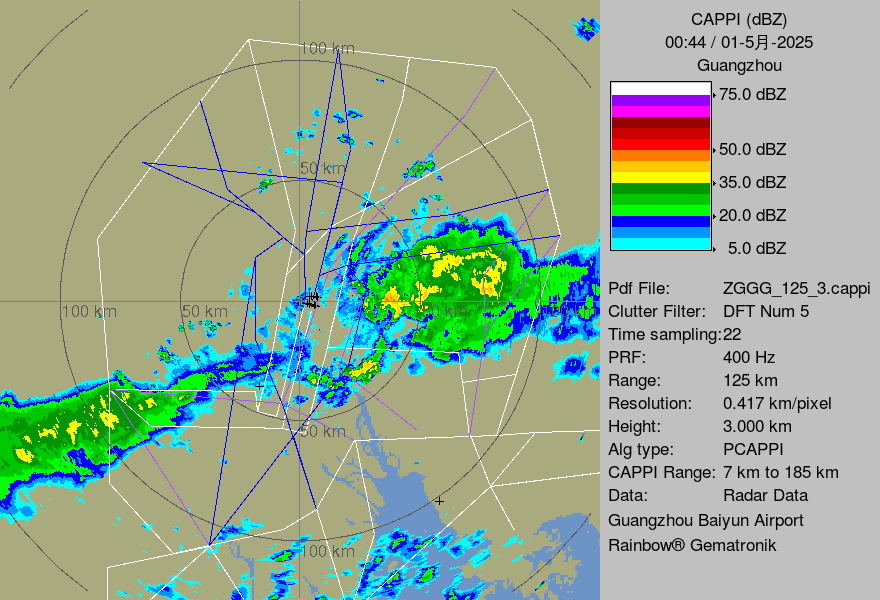 100 km
50 km
100 km
50 km
50 km
100 km
CAPPI (dBZ)
00:44 / 01-5月-2025
Guangzhou
75.0 dBZ
50.0 dBZ
35.0 dBZ
20.0 dBZ
5.0 dBZ
Pdf File: ZGGG_125_3.cappi
Clutter Filter: DFT Num 5
Time sampling:22
PRF: 400 Hz
Range: 125 km
Resolution: 0.417 km/pixel
Height: 3.000 km
Alg type: PCAPPI
CAPPI Range: 7 km to 185 km
Data: Radar Data
Guangzhou Baiyun Airport
Rainbow® Gematronik